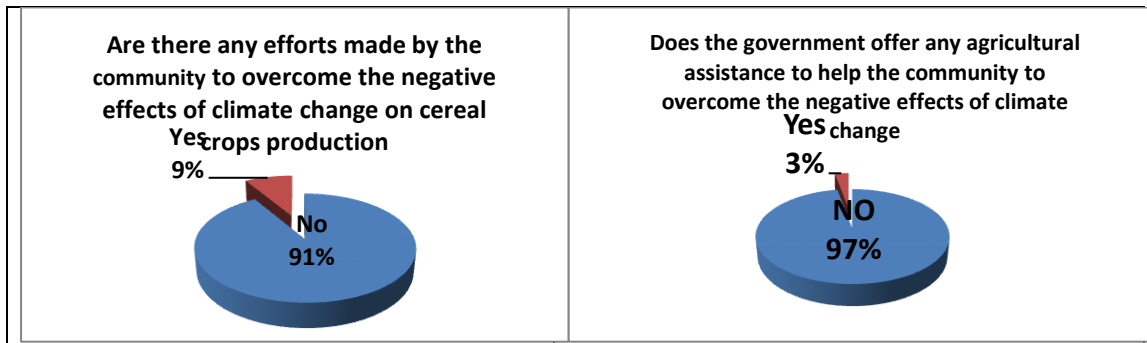 Are there any efforts made by the
community to overcome the negative
effects of climate change on cereal
crops production
Yes
9%
No
91%
Does the government offer any agricultural
assistance to help the community to
overcome the negative effects of climate
change
Yes
3%
NO
97%